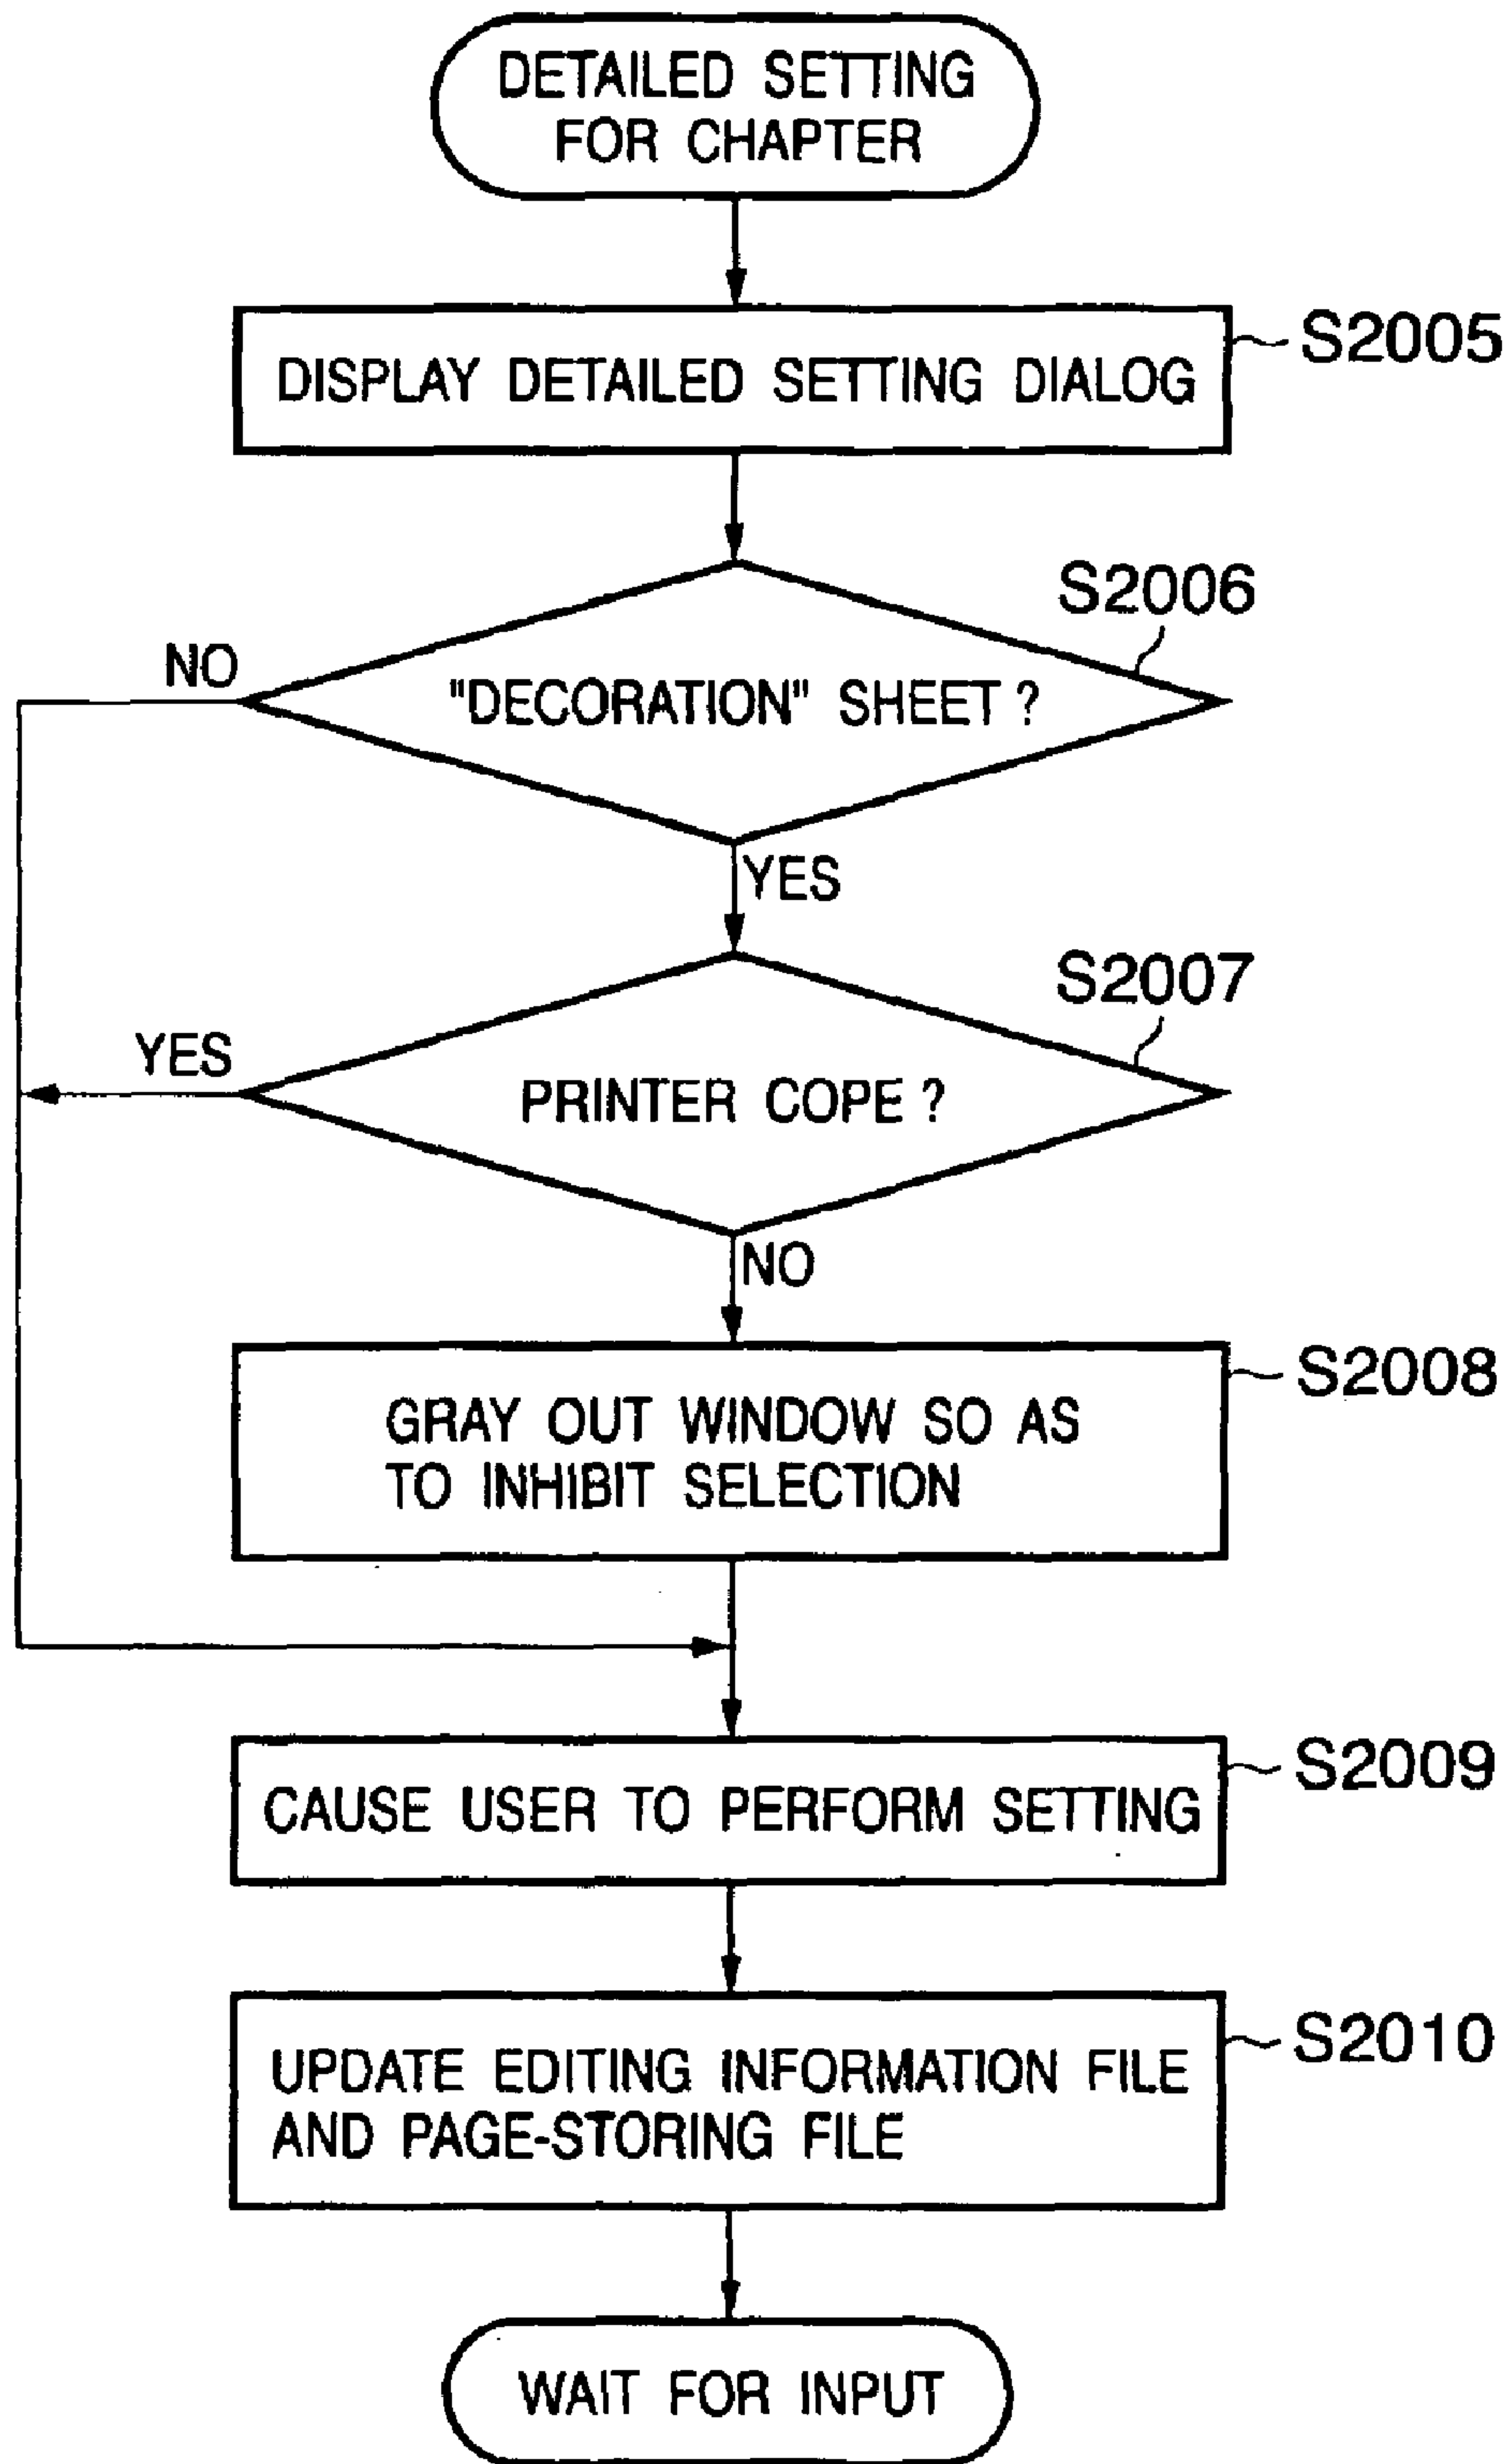 DETAILED SETTING
FOR CHAPTER
S2005
DISPLAY DETAILED SETTING DIALOG
S2006
NO
"DECORATION" SHEET ?
YES
S2007
YES
PRINTER COPE ?
NO
S2008
GRAY OUT WINDOW SO AS
TO INHIBIT SELECTION
S2009
CAUSE USER TO PERFORM SETTING
S2010
UPDATE EDITING INFORMATION FILE
AND PAGE-STORING FILE
WAIT FOR INPUT